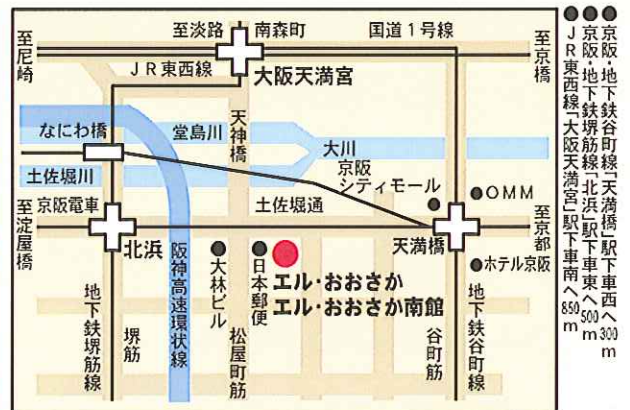 至淡路
南森町
国道1号線
至尼崎
至京橋
JR東西線
大阪天満宮
なにわ橋
堂島川
天神橋
大川
土佐堀川
京阪
シティモール
OMM
至淀屋橋
京阪電車
土佐堀通
至京都
北浜
天満橋
阪神高速環状線
大林ビル
日本郵便
エル・おおさか
エル・おおさか南館
ホテル京阪
地下鉄堺筋線
堺筋
松屋町筋
谷町筋
地下鉄谷町線
●京阪・地下鉄谷町線「天満橋」駅下車西へ300m
●京阪・地下鉄堺筋線「北浜」駅下車東へ500m
●JR東西線「大阪天満宮」駅下車南へ850m